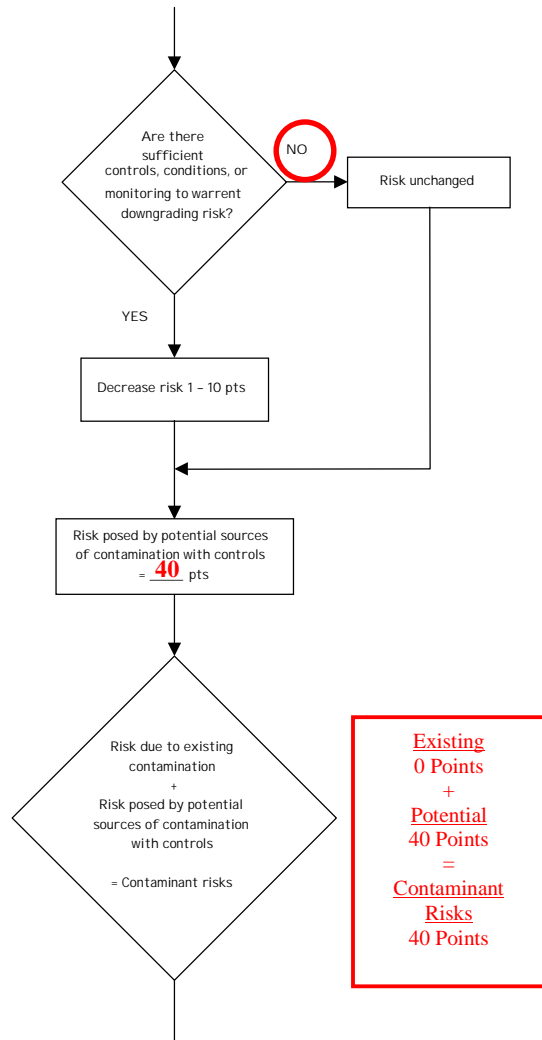 Are there
sufficient
controls, conditions, or
monitoring to warrent
downgrading risk?
NO
Risk unchanged
YES
Decrease risk 1 – 10 pts
Risk posed by potential sources
of contamination with controls
= 40 pts
Risk due to existing
contamination
+
Risk posed by potential
sources of contamination
with controls
= Contaminant risks
Existing
0 Points
+
Potential
40 Points
=
Contaminant
Risks
40 Points